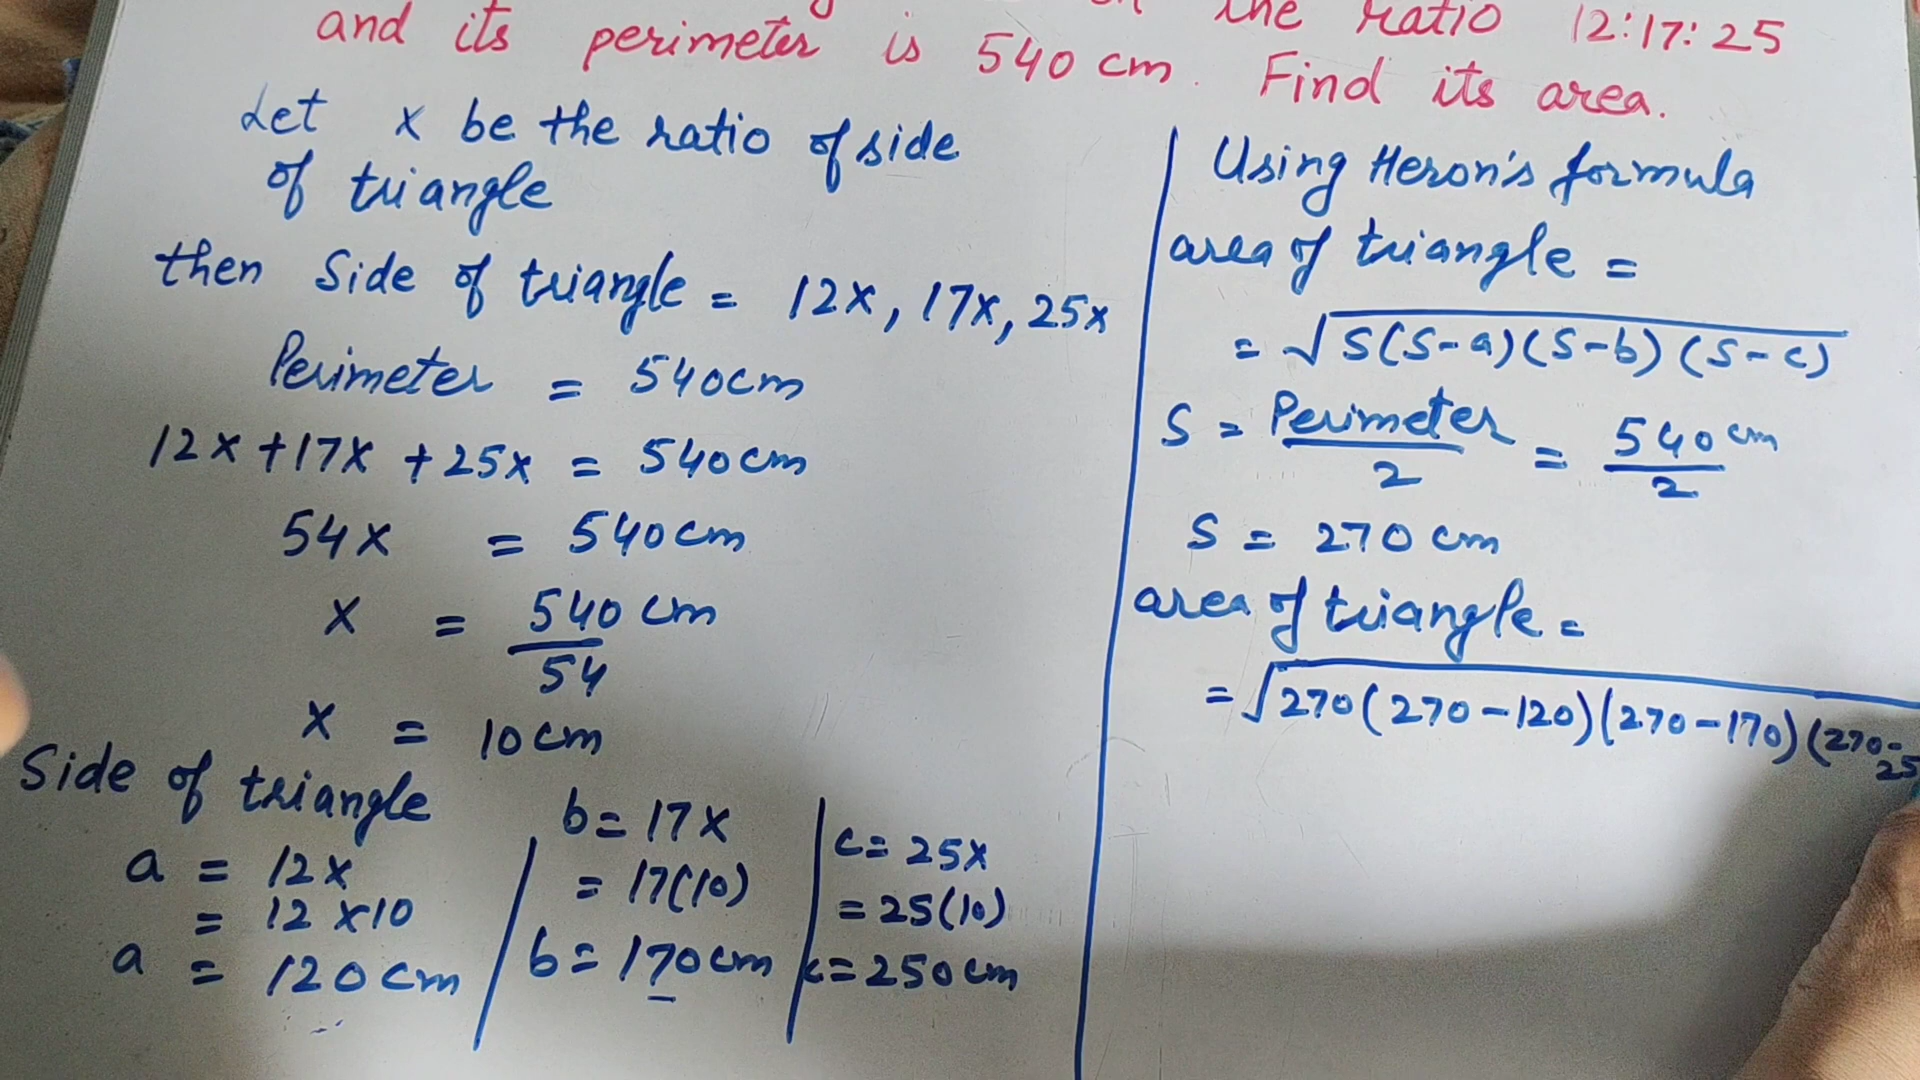 the ratio 12:17:25
and its perimeter is 540 cm. Find its area.
Let x be the ratio of side
of triangle
then Side of triangle = 12x, 17x, 25x
Perimeter = 540cm
12x +17x +25x = 540cm
54x = 540cm
x = 540 cm
54
x = 10cm
Side of triangle
a = 12x
= 12 x10
a = 120cm
b = 17x
= 17(10)
b = 170cm
c = 25x
= 25(10)
c = 250cm
Using Heron's formula
area of triangle =
= √S(S-a)(S-b)(S-c)
S = Perimeter = 540 cm
2 2
S = 270 cm
area of triangle =
= √270(270-120)(270-170)(270-
25